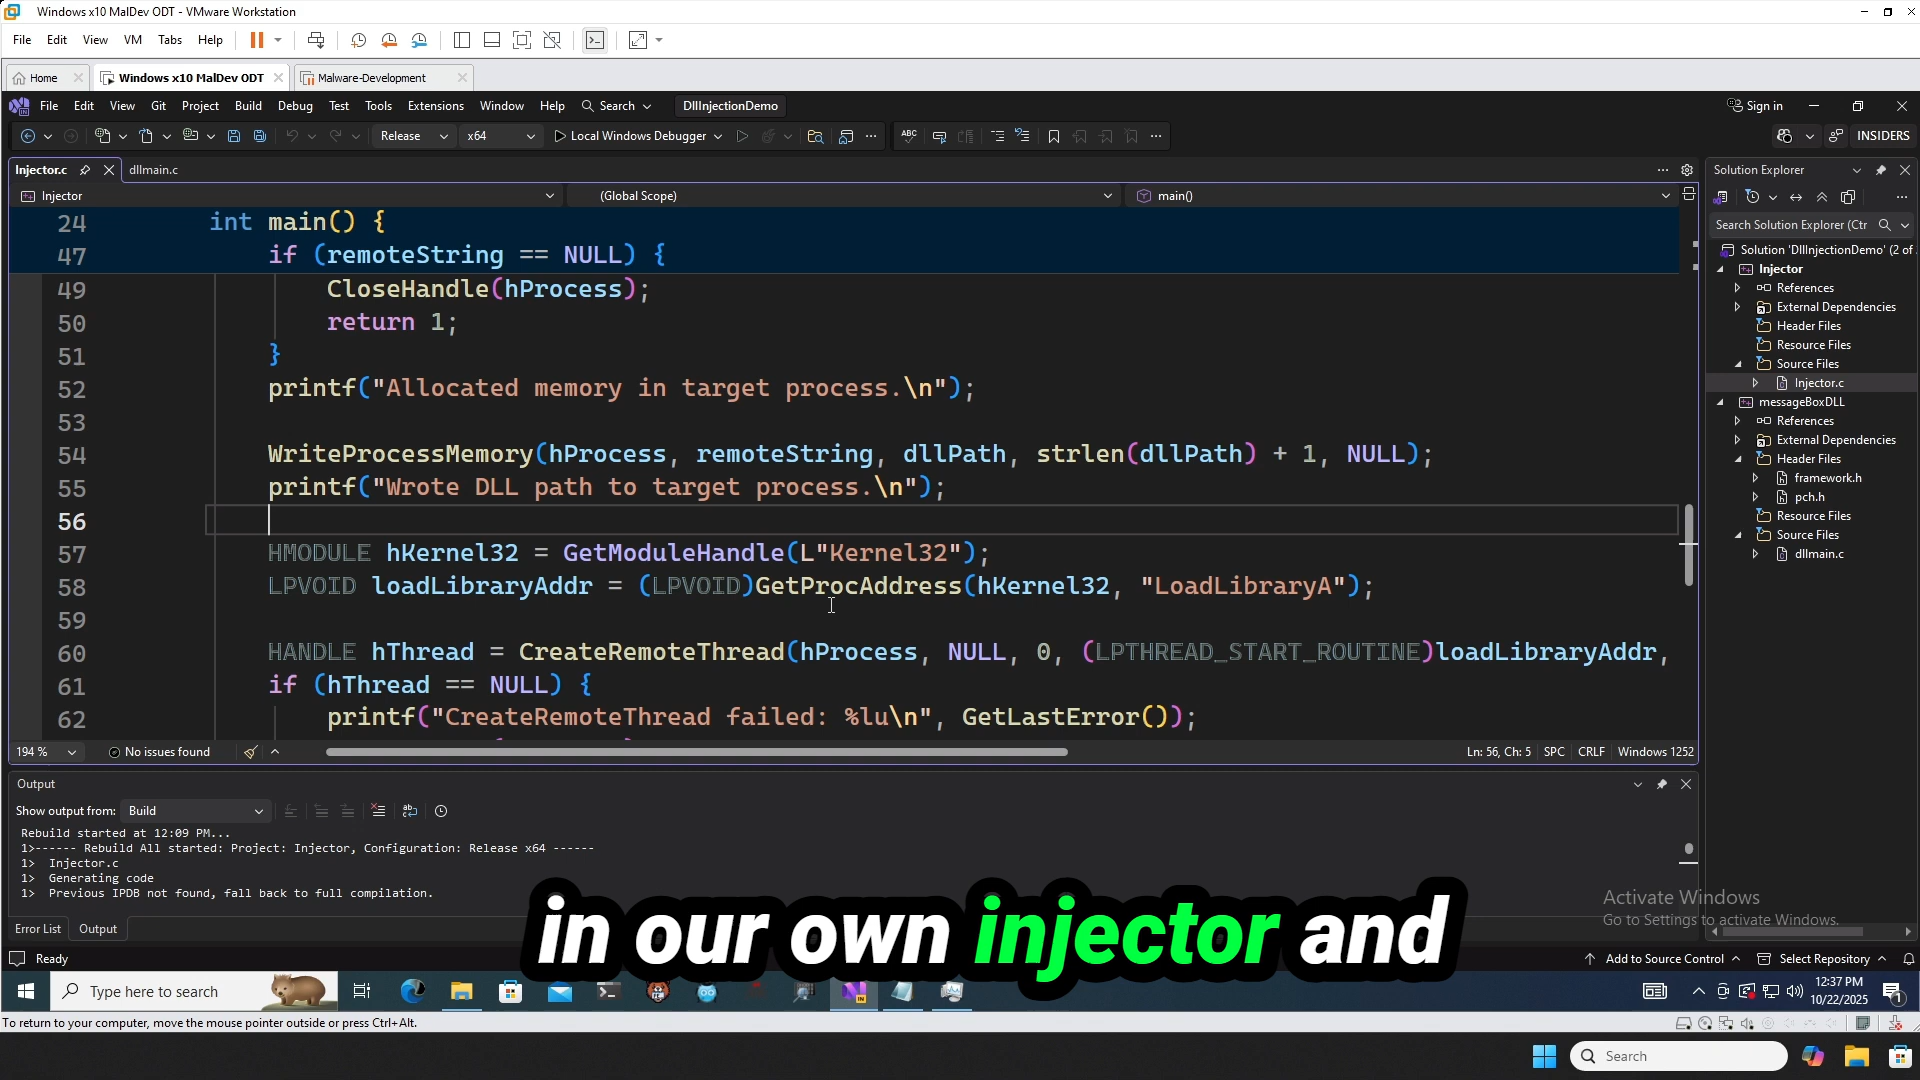 Windows x10 MalDev ODT - VMware Workstation
File Edit View VM Tabs Help
Home
Windows x10 MalDev ODT
Malware-Development
File Edit View Git Project Build Debug Test Tools Extensions Window Help Search DllInjectionDemo Sign in
Release x64 Local Windows Debugger INSIDERS
Injector.c dllmain.c
Injector (Global Scope) main()
24 int main() {
47 if (remoteString == NULL) {
49 CloseHandle(hProcess);
50 return 1;
51 }
52 printf("Allocated memory in target process.\n");
53
54 WriteProcessMemory(hProcess, remoteString, dllPath, strlen(dllPath) + 1, NULL);
55 printf("Wrote DLL path to target process.\n");
56
57 HMODULE hKernel32 = GetModuleHandle(L"Kernel32");
58 LPVOID loadLibraryAddr = (LPVOID)GetProcAddress(hKernel32, "LoadLibraryA");
59
60 HANDLE hThread = CreateRemoteThread(hProcess, NULL, 0, (LPTHREAD_START_ROUTINE)loadLibraryAddr,
61 if (hThread == NULL) {
62 printf("CreateRemoteThread failed: %lu\n", GetLastError());
194 % No issues found Ln: 56, Ch: 5 SPC CRLF Windows 1252
Solution Explorer
Search Solution Explorer (Ctr
Solution 'DllInjectionDemo' (2 of
Injector
References
External Dependencies
Header Files
Resource Files
Source Files
Injector.c
messageBoxDLL
References
External Dependencies
Header Files
framework.h
pch.h
Resource Files
Source Files
dllmain.c
Output
Show output from: Build
Rebuild started at 12:09 PM...
1>------ Rebuild All started: Project: Injector, Configuration: Release x64 ------
1> Injector.c
1> Generating code
1> Previous IPDB not found, fall back to full compilation.
Error List Output
in our own injector and
Activate Windows
Go to Settings to activate Windows.
Ready Add to Source Control Select Repository
Type here to search
12:37 PM
10/22/2025
1
To return to your computer, move the mouse pointer outside or press Ctrl+Alt.
Search